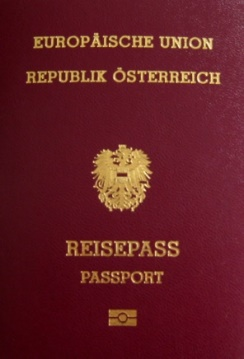 EUROPÄISCHE UNION
REPUBLIK ÖSTERREICH
REISEPASS
PASSPORT